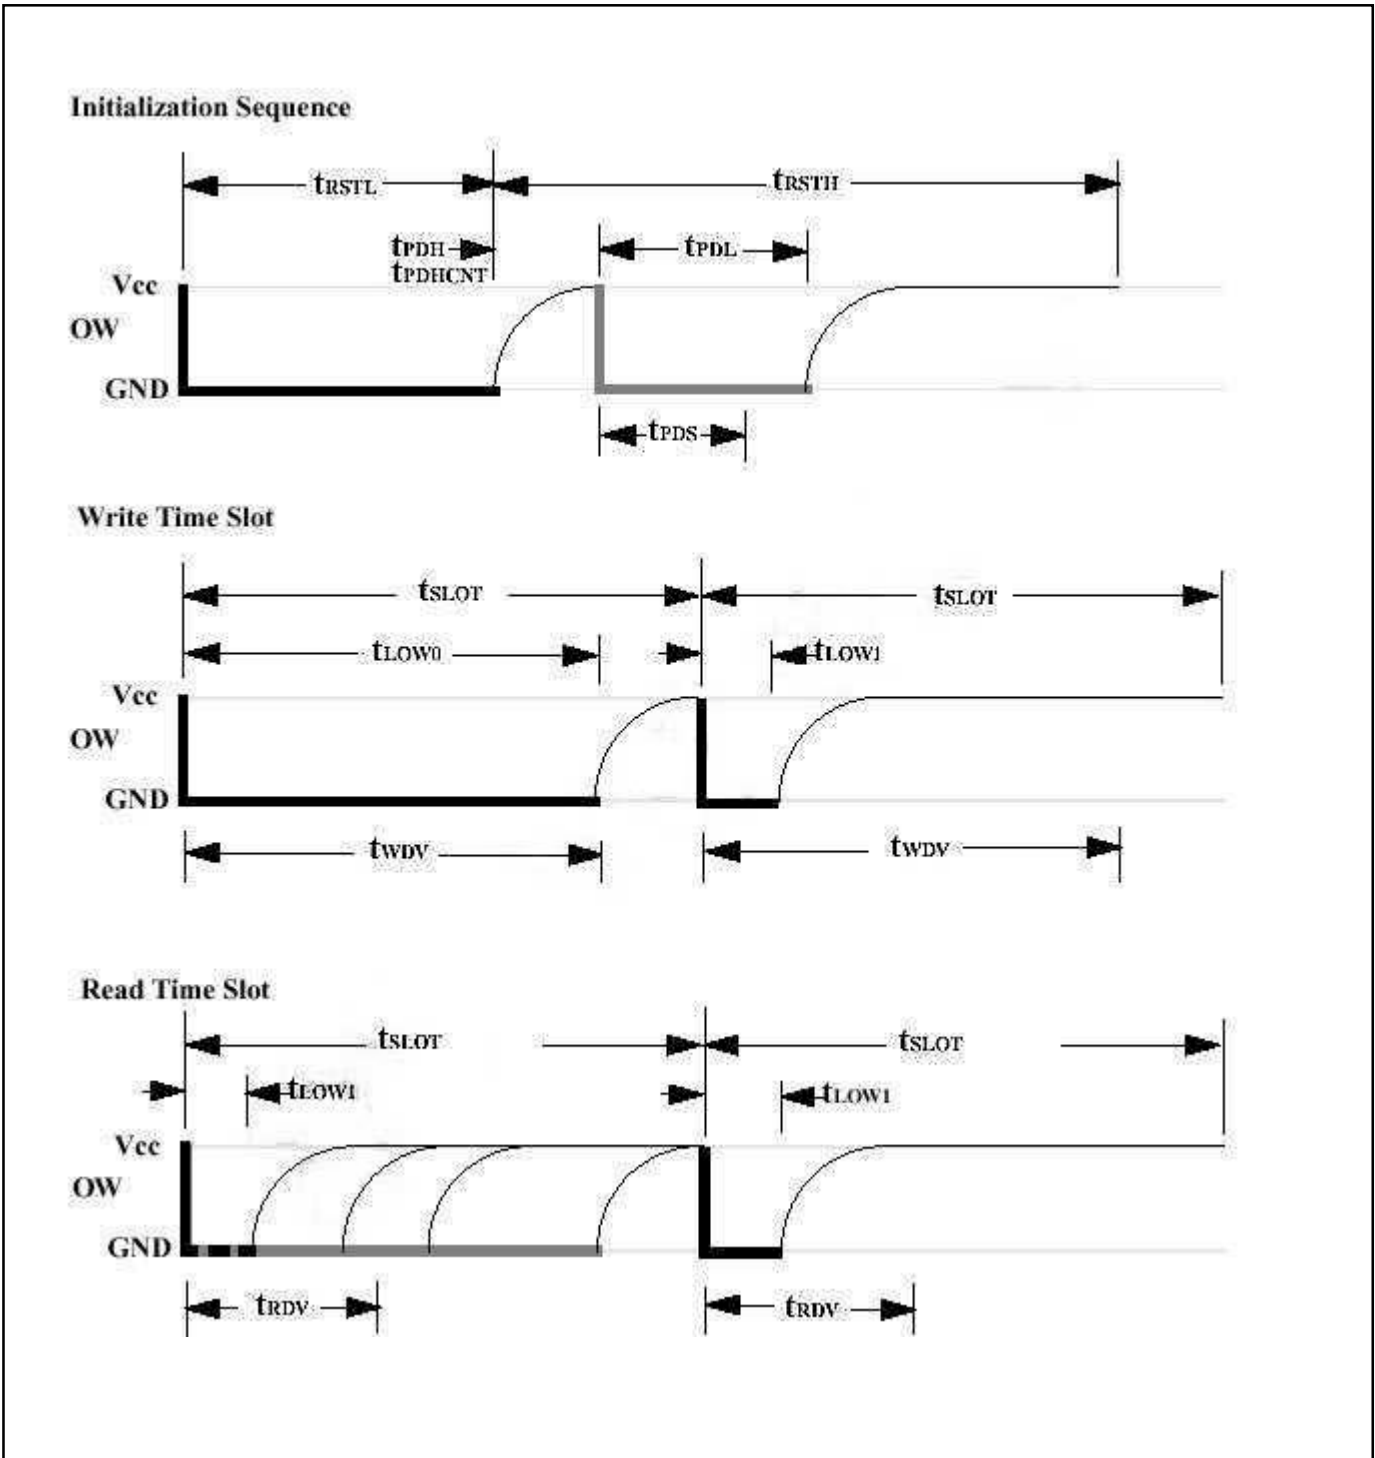 Initialization Sequence
tRSTL tRSTH
tPDH tPDL
tPDHCNT
Vcc
OW
GND
tPDS
Write Time Slot
tSLOT tSLOT
tLOW0 tLOW1
Vcc
OW
GND
tWDV tWDV
Read Time Slot
tSLOT tSLOT
tLOW1 tLOW1
Vcc
OW
GND
tRDV tRDV